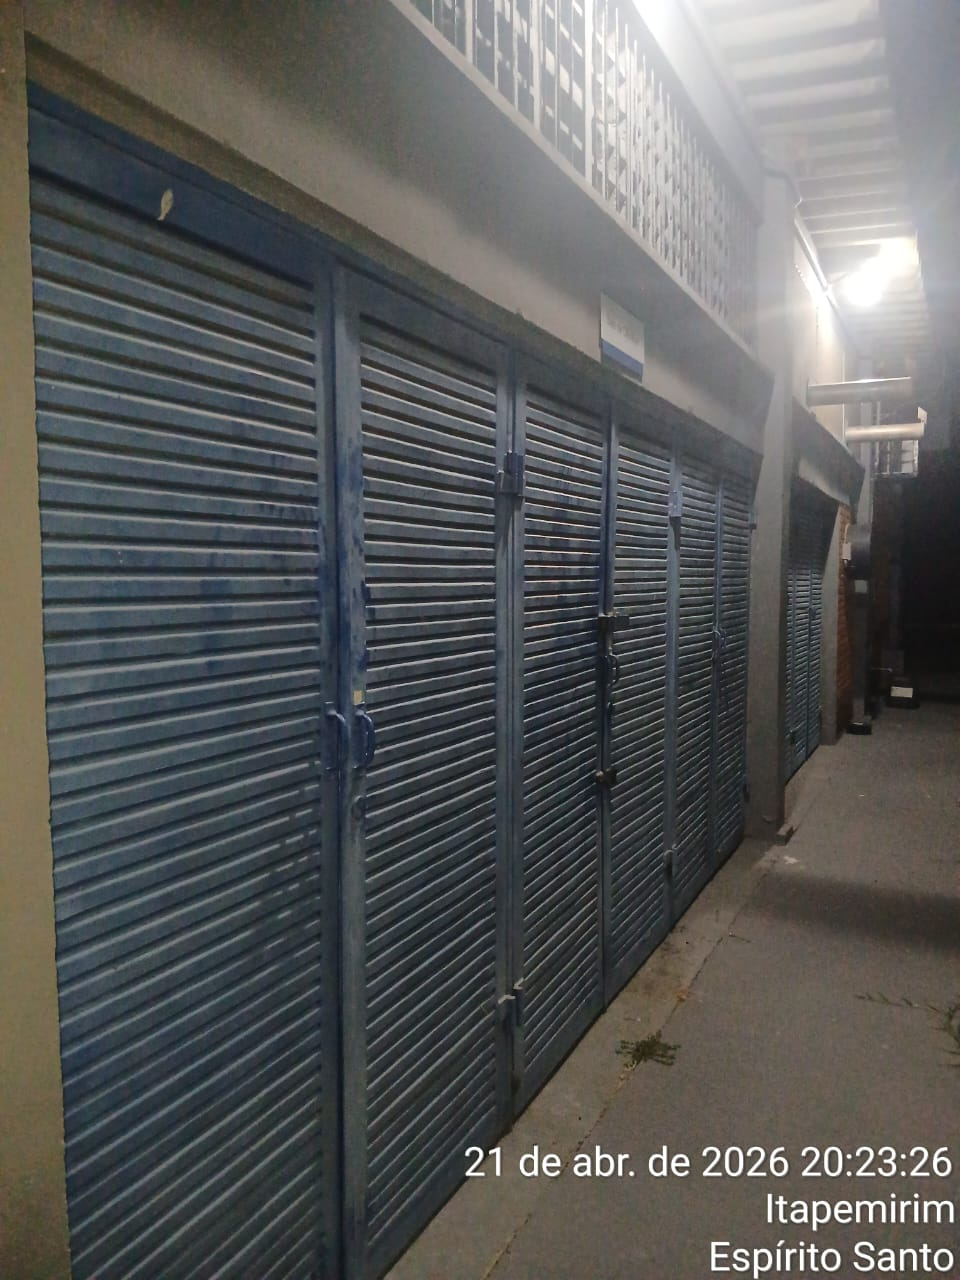 21 de abr. de 2026 20:23:26
Itapemirim
Espírito Santo